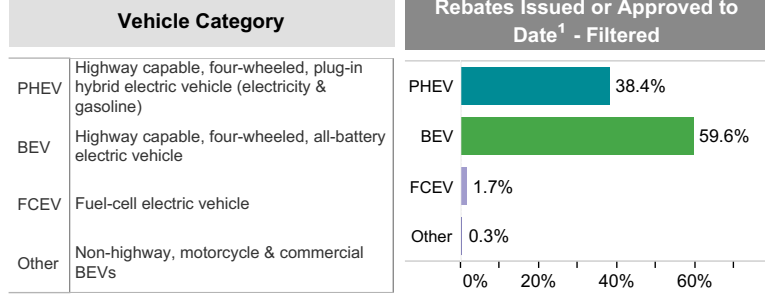 Vehicle Category
PHEV
Highway capable, four-wheeled, plug-in
hybrid electric vehicle (electricity &
gasoline)
BEV
Highway capable, four-wheeled, all-battery
electric vehicle
FCEV
Fuel-cell electric vehicle
Other
Non-highway, motorcycle & commercial
BEVs
Rebates Issued or Approved to
Date¹ - Filtered
PHEV 38.4%
BEV 59.6%
FCEV 1.7%
Other 0.3%
0% 20% 40% 60%